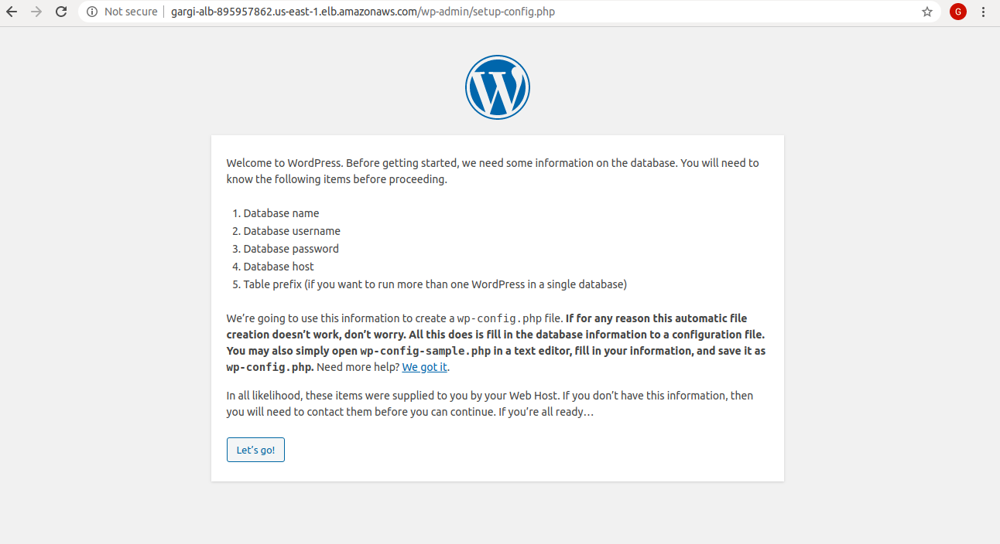 Not secure gargi-alb-895957862.us-east-1.elb.amazonaws.com/wp-admin/setup-config.php
G
W
Welcome to WordPress. Before getting started, we need some information on the database. You will need to
know the following items before proceeding.
1. Database name
2. Database username
3. Database password
4. Database host
5. Table prefix (if you want to run more than one WordPress in a single database)
We’re going to use this information to create a wp-config.php file. If for any reason this automatic file
creation doesn’t work, don’t worry. All this does is fill in the database information to a configuration file.
You may also simply open wp-config-sample.php in a text editor, fill in your information, and save it as
wp-config.php. Need more help? We got it.
In all likelihood, these items were supplied to you by your Web Host. If you don’t have this information, then
you will need to contact them before you can continue. If you’re all ready…
Let’s go!